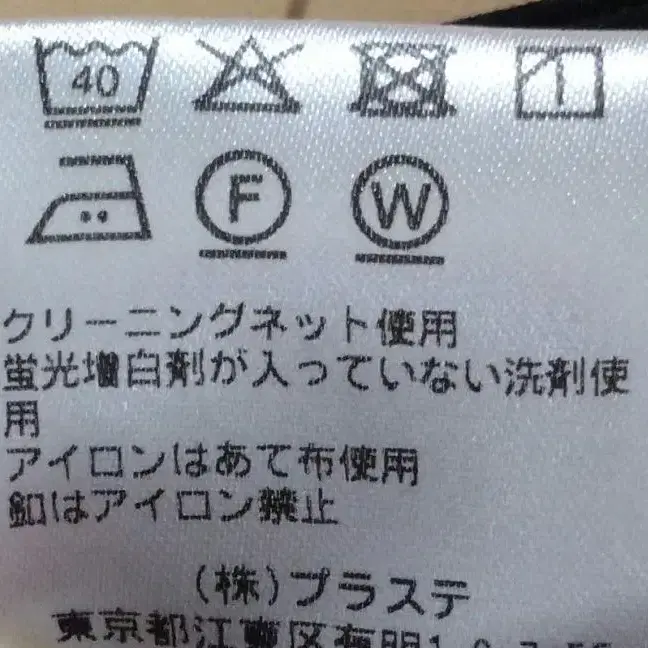 40
F W
クリーニングネット使用
蛍光増白剤が入っていない洗剤使
用
アイロンはあて布使用
釦はアイロン禁止
(株)プラステ
東京都江東区有明1